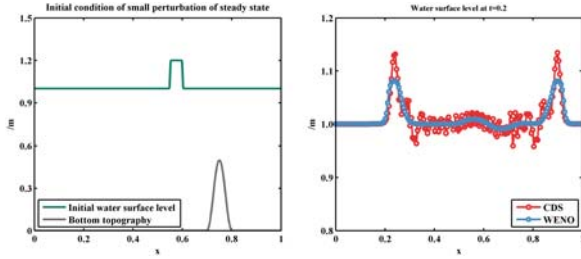 Initial condition of small perturbation of steady state
1.5
1.2
0.9
/m
0.6
0.3
0
Initial water surface level
Bottom topography
0
0.2
0.4
0.6
0.8
1
x
Water surface level at t=0.2
1.2
1.1
/m
1.0
0.9
0.8
CDS
WENO
0
0.2
0.4
0.6
0.8
1
x